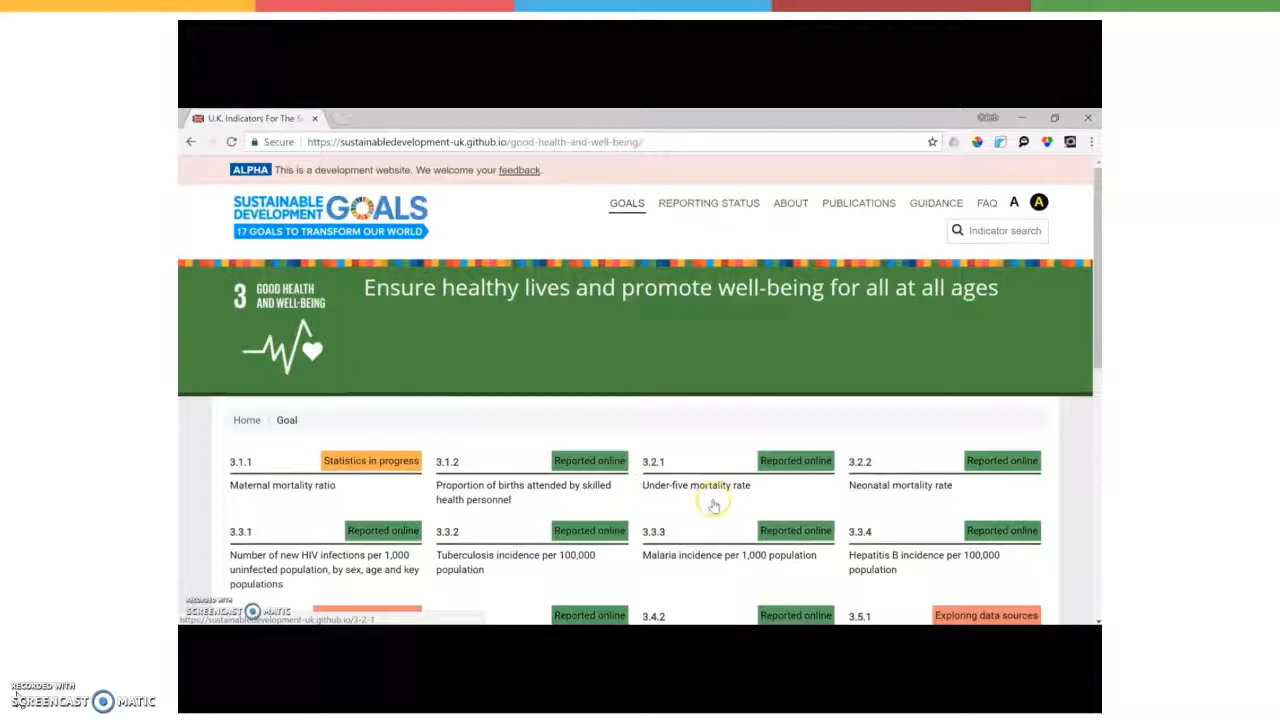 U.K. Indicators For The S
Secure
https://sustainabledevelopment-uk.github.io/good-health-and-well-being/
ALPHA This is a development website. We welcome your feedback.
SUSTAINABLE
DEVELOPMENT
GOALS
17 GOALS TO TRANSFORM OUR WORLD
GOALS REPORTING STATUS ABOUT PUBLICATIONS GUIDANCE FAQ A A
Indicator search
3 GOOD HEALTH
AND WELL-BEING
Ensure healthy lives and promote well-being for all at all ages
Home Goal
3.1.1 Statistics in progress
Maternal mortality ratio
3.1.2 Reported online
Proportion of births attended by skilled
health personnel
3.2.1 Reported online
Under-five mortality rate
3.2.2 Reported online
Neonatal mortality rate
3.3.1 Reported online
Number of new HIV infections per 1,000
uninfected population, by sex, age and key
populations
3.3.2 Reported online
Tuberculosis incidence per 100,000
population
3.3.3 Reported online
Malaria incidence per 1,000 population
3.3.4 Reported online
Hepatitis B incidence per 100,000
population
Reported online
3.4.2 Reported online
3.5.1 Exploring data sources
RECORDED WITH
SCREENCAST MATIC
https://sustainabledevelopment-uk.github.io/3-2-1
RECORDED WITH
SCREENCAST MATIC